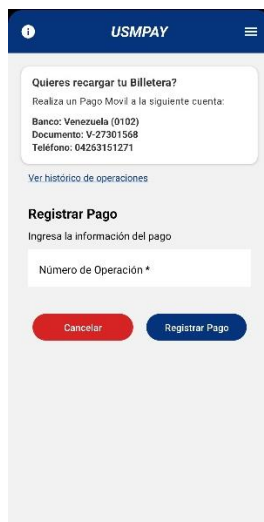 USMPAY
Quieres recargar tu Billetera?
Realiza un Pago Movil a la siguiente cuenta:
Banco: Venezuela (0102)
Documento: V-27301568
Teléfono: 04263151271
Ver histórico de operaciones
Registrar Pago
Ingresa la información del pago
Número de Operación *
Cancelar
Registrar Pago